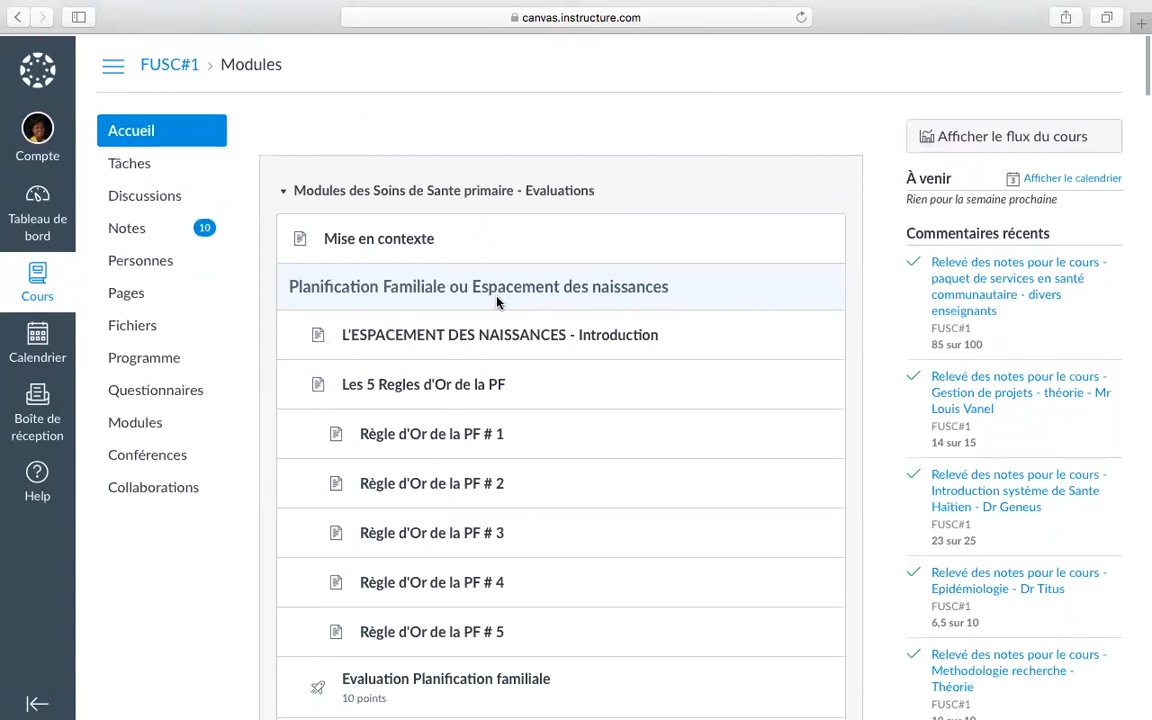 canvas.instructure.com
FUSC#1 > Modules
Compte
Tableau de
bord
Cours
Calendrier
Boîte de
réception
Help
Accueil
Tâches
Discussions
Notes 10
Personnes
Pages
Fichiers
Programme
Questionnaires
Modules
Conférences
Collaborations
Modules des Soins de Sante primaire - Evaluations
Mise en contexte
Planification Familiale ou Espacement des naissances
L'ESPACEMENT DES NAISSANCES - Introduction
Les 5 Regles d'Or de la PF
Règle d'Or de la PF # 1
Règle d'Or de la PF # 2
Règle d'Or de la PF # 3
Règle d'Or de la PF # 4
Règle d'Or de la PF # 5
Evaluation Planification familiale
10 points
Afficher le flux du cours
À venir
3 Afficher le calendrier
Rien pour la semaine prochaine
Commentaires récents
Relevé des notes pour le cours -
paquet de services en santé
communautaire - divers
enseignants
FUSC#1
85 sur 100
Relevé des notes pour le cours -
Gestion de projets - théorie - Mr
Louis Vanel
FUSC#1
14 sur 15
Relevé des notes pour le cours -
Introduction système de Sante
Haïtien - Dr Geneus
FUSC#1
23 sur 25
Relevé des notes pour le cours -
Epidémiologie - Dr Titus
FUSC#1
6,5 sur 10
Relevé des notes pour le cours -
Methodologie recherche -
Théorie
FUSC#1